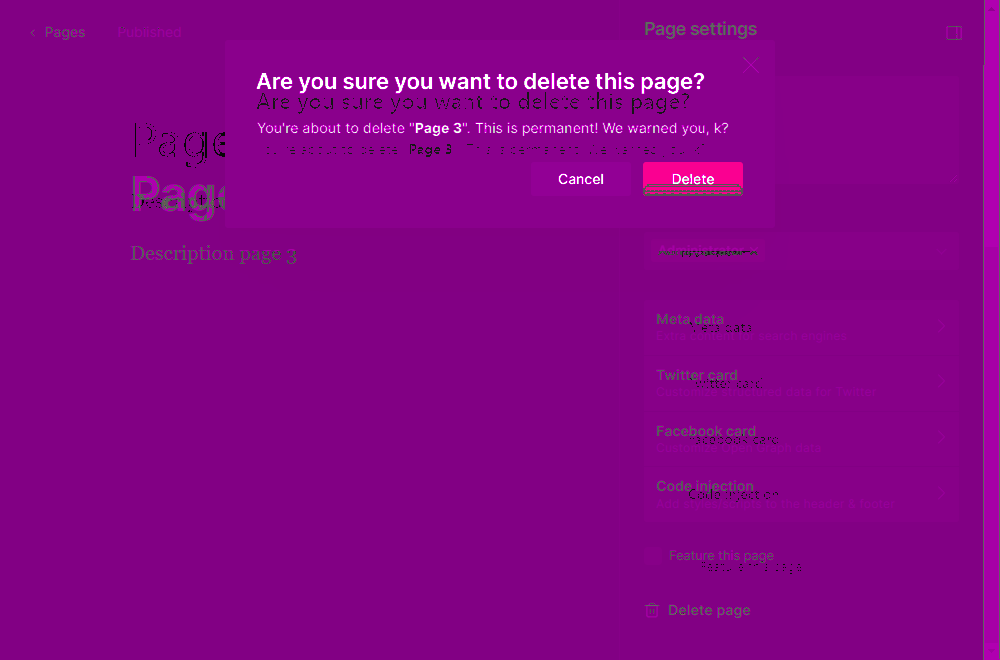 Pages
Published
Page settings
Are you sure you want to delete this page?
Are you sure you want to delete this page?
You're about to delete "Page 3". This is permanent! We warned you, k?
Page 3
Cancel
Delete
Page
Page
Description page 3
Meta data
Meta data
Twitter card
Twitter card
Facebook card
Facebook card
Code injection
Code injection
Feature this page
Feature this page
Delete page